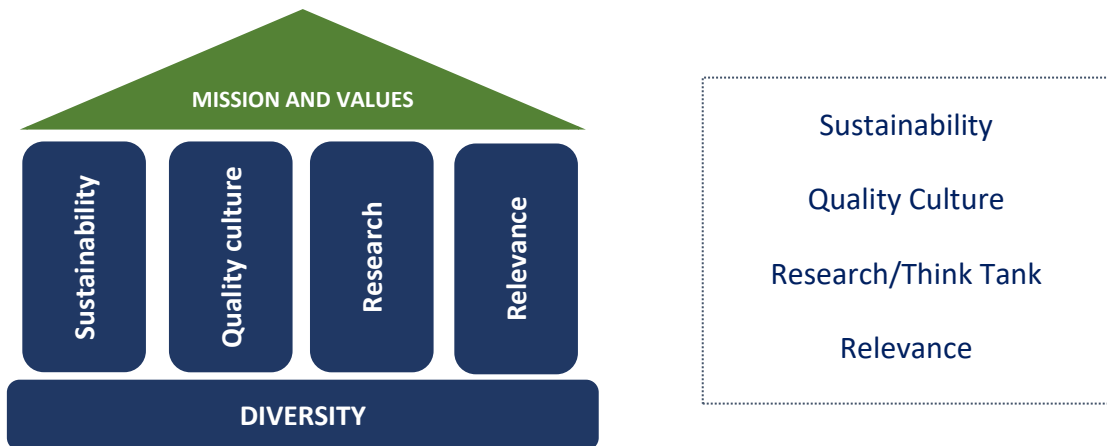 MISSION AND VALUES
Sustainability
Quality culture
Research
Relevance
DIVERSITY
Sustainability
Quality Culture
Research/Think Tank
Relevance